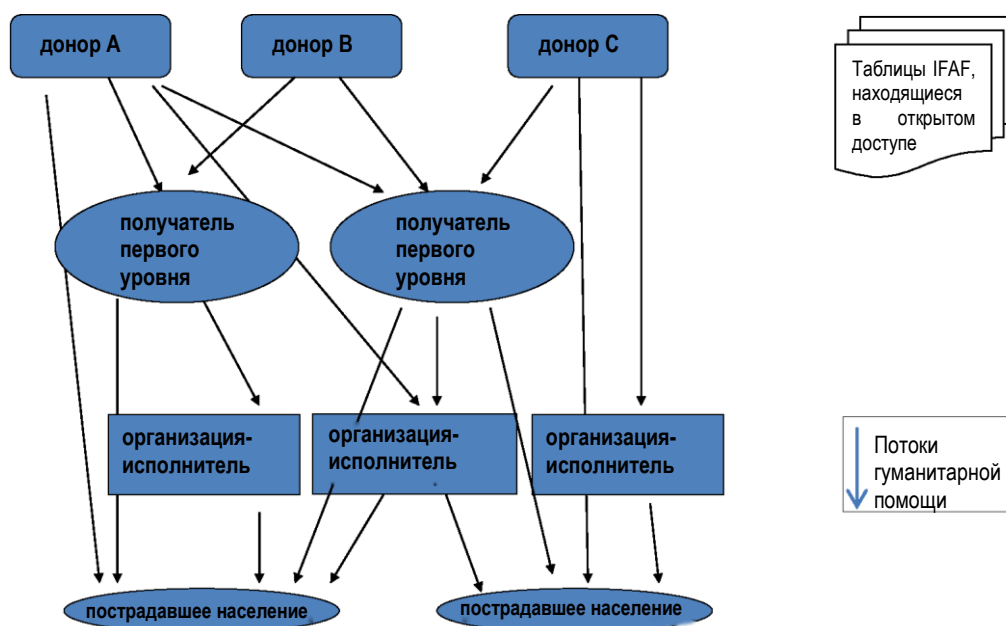 донор А
донор В
донор С
Таблицы IFAF,
находящиеся
в открытом
доступе
получатель
первого
уровня
получатель
первого
уровня
организация-
исполнитель
организация-
исполнитель
организация-
исполнитель
Потоки
гуманитарной
помощи
пострадавшее население
пострадавшее население